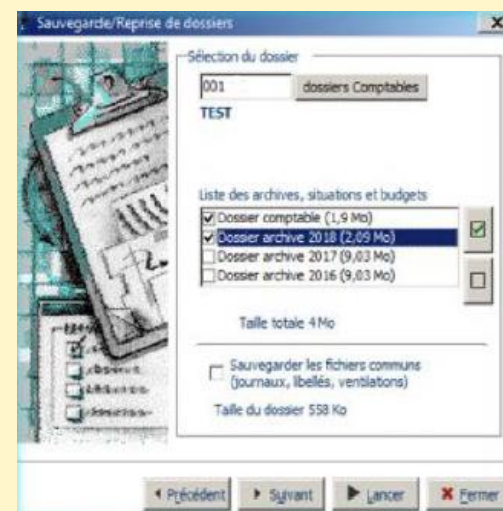 Sauvegarde/Reprise de dossiers
Sélection du dossier
001
dossiers Comptables
TEST
Liste des archives, situations et budgets
Dossier comptable (1,9 Mo)
Dossier archive 2018 (2,09 Mo)
Dossier archive 2017 (9,03 Mo)
Dossier archive 2016 (9,03 Mo)
Taille totale 4 Mo
Sauvegarder les fichiers communs
(journaux, libellés, ventilations)
Taille du dossier 558 Ko
Précédent
Suivant
Lancer
Fermer